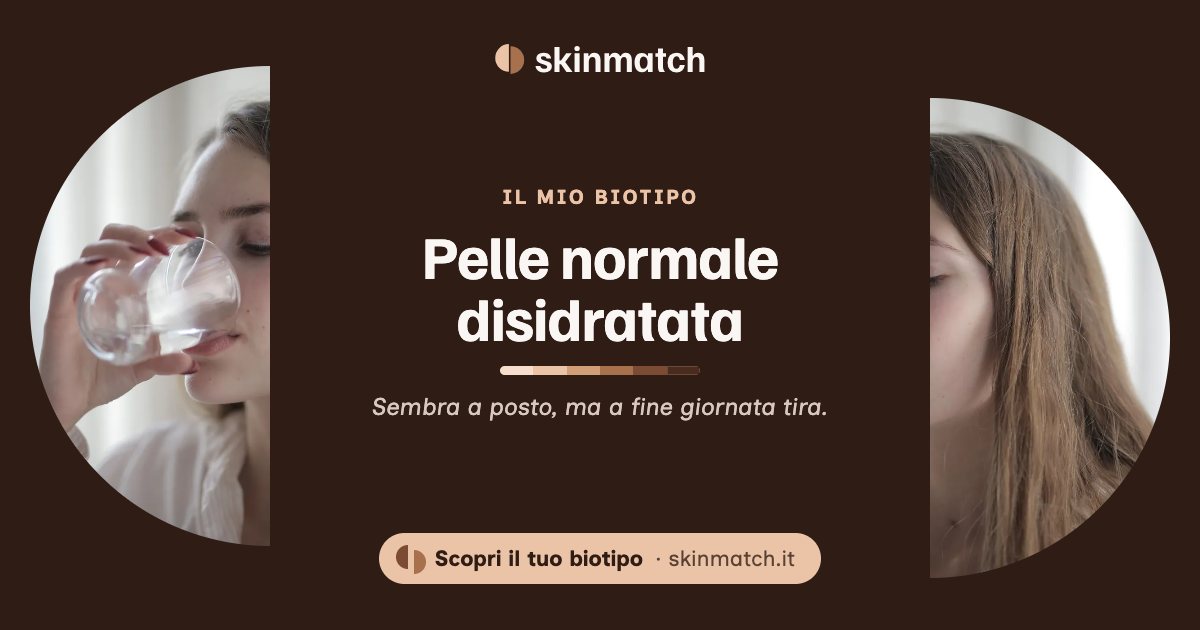 skinmatch
IL MIO BIOTIPO
Pelle normale
disidratata
Sembra a posto, ma a fine giornata tira.
Scopri il tuo biotipo · skinmatch.it